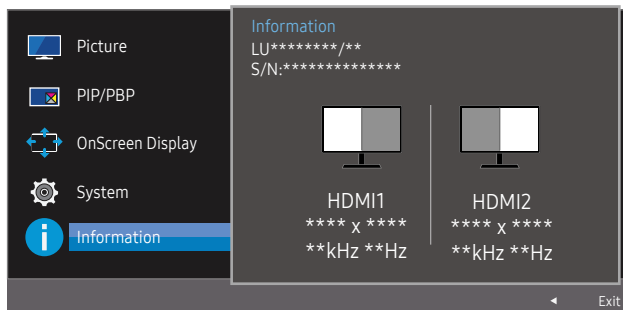 Picture
PIP/PBP
OnScreen Display
System
Information
Information
LU********/**
S/N:**************
HDMI1
**** x ****
**kHz **Hz
HDMI2
**** x ****
**kHz **Hz
Exit